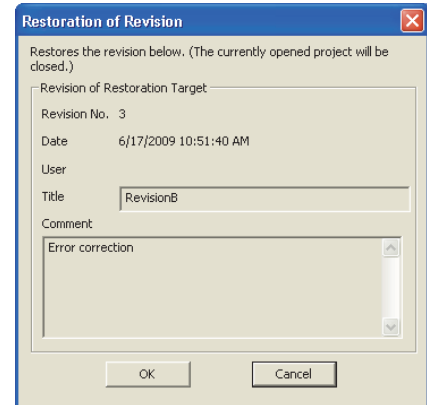 Restoration of Revision
Restores the revision below. (The currently opened project will be
closed.)
Revision of Restoration Target
Revision No. 3
Date 6/17/2009 10:51:40 AM
User
Title RevisionB
Comment
Error correction
OK Cancel